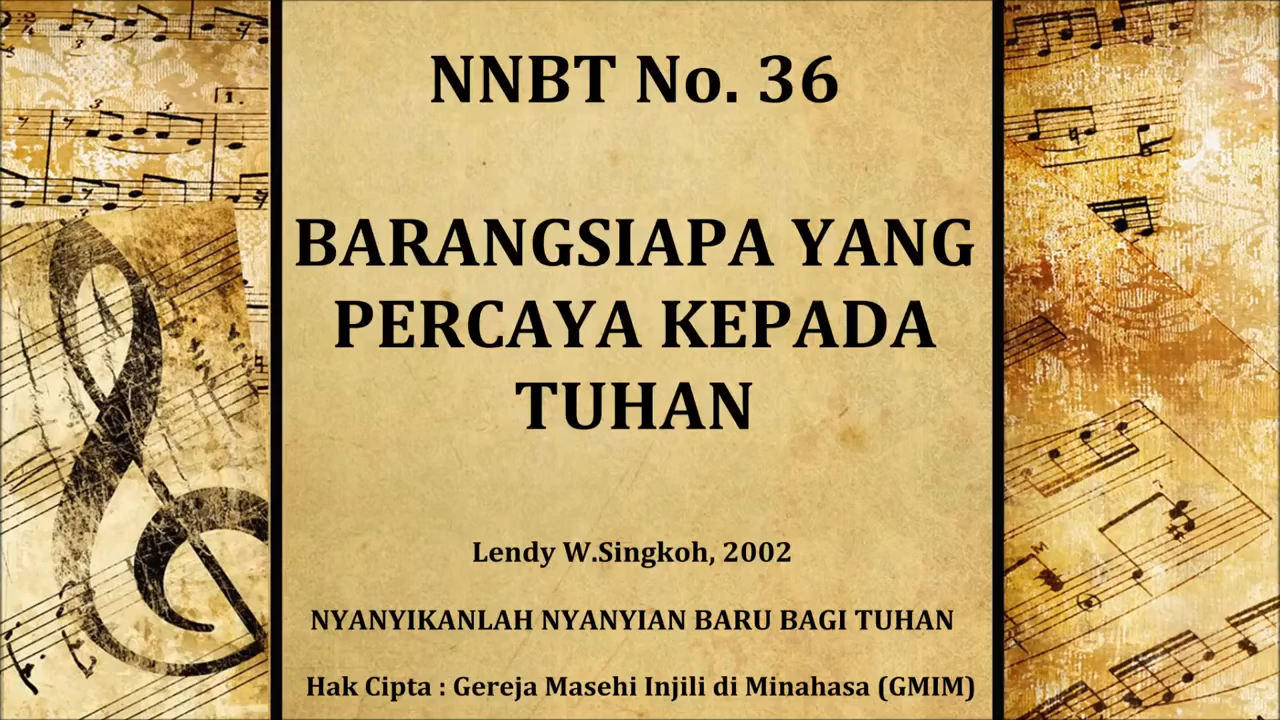 NNBT No. 36
BARANGSIAPA YANG
PERCAYA KEPADA
TUHAN
Lendy W.Singkoh, 2002
NYANYIKANLAH NYANYIAN BARU BAGI TUHAN
Hak Cipta : Gereja Masehi Injili di Minahasa (GMIM)